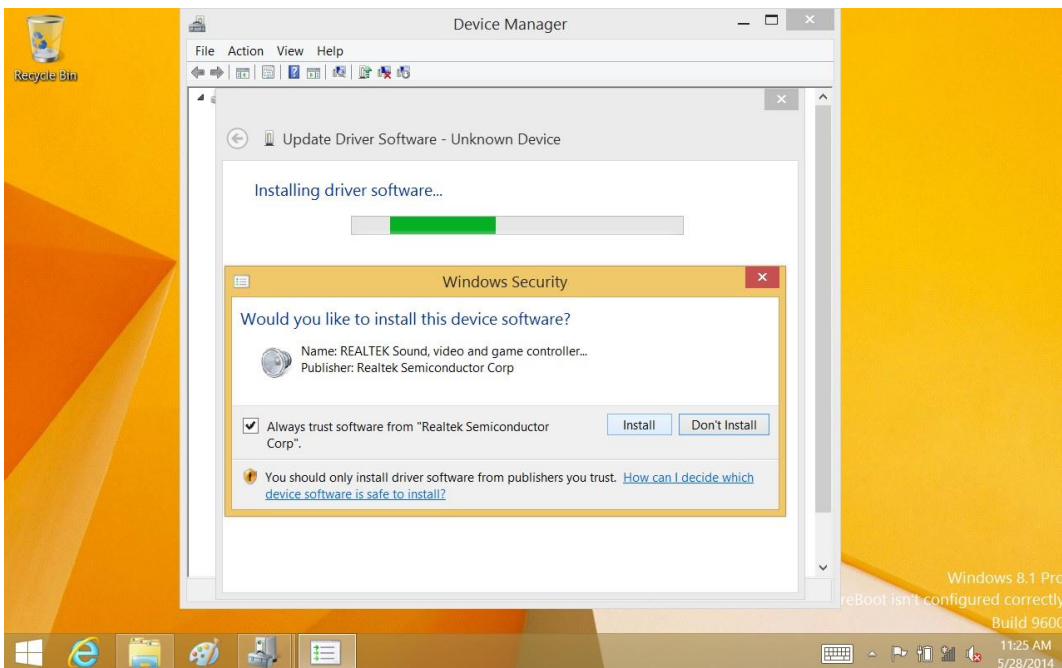 Recycle Bin
Device Manager
File Action View Help
Update Driver Software - Unknown Device
Installing driver software...
Windows Security
Would you like to install this device software?
Name: REALTEK Sound, video and game controller...
Publisher: Realtek Semiconductor Corp
Always trust software from "Realtek Semiconductor
Corp".
Install
Don't Install
You should only install driver software from publishers you trust. How can I decide which
device software is safe to install?
Windows 8.1 Pro
reBoot isn't configured correctly
Build 9600
11:25 AM
5/28/2014